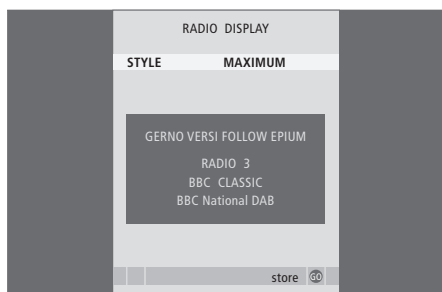 RADIO DISPLAY
STYLE MAXIMUM
GERNO VERSI FOLLOW EPIUM
RADIO 3
BBC CLASSIC
BBC National DAB
store GO